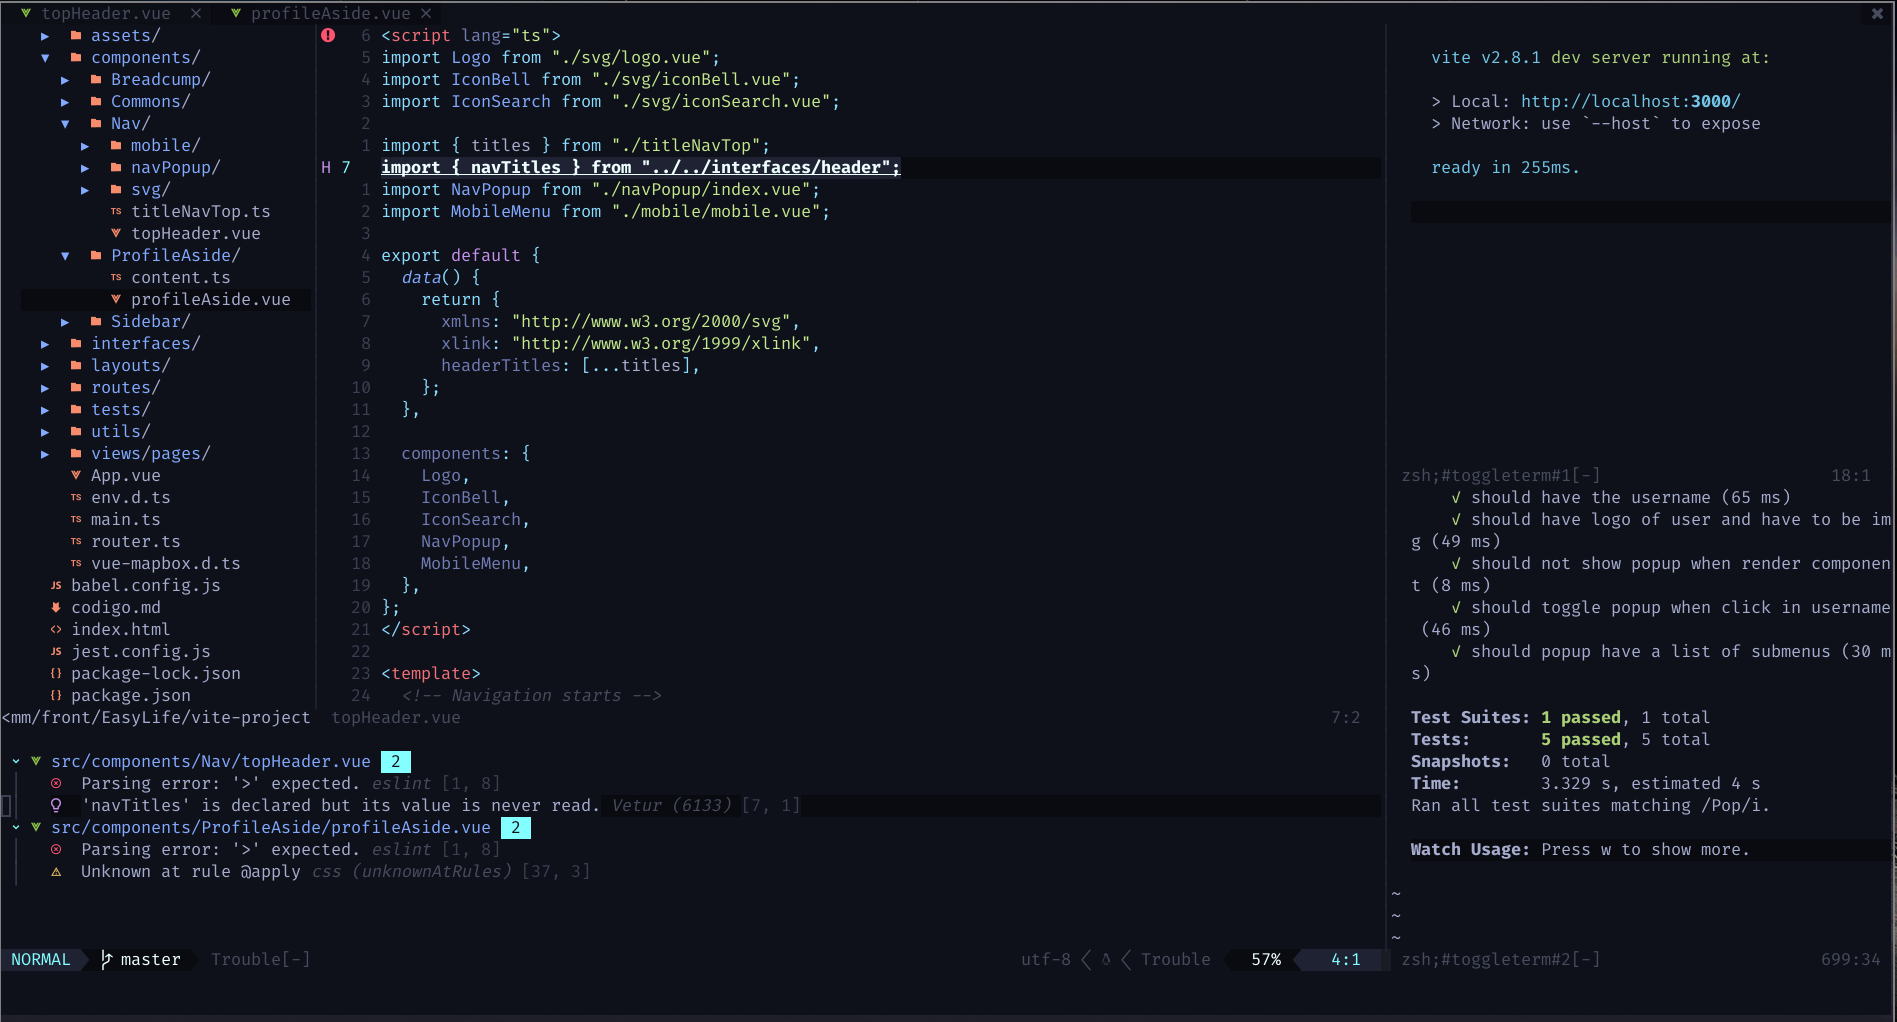 topHeader.vue ✕ profileAside.vue ✕ ✖
▶ assets/
▼ components/
▶ Breadcump/
▶ Commons/
▼ Nav/
▶ mobile/
▶ navPopup/
▶ svg/
TS titleNavTop.ts
topHeader.vue
▼ ProfileAside/
TS content.ts
profileAside.vue
▶ Sidebar/
▶ interfaces/
▶ layouts/
▶ routes/
▶ tests/
▶ utils/
▶ views/pages/
App.vue
TS env.d.ts
TS main.ts
TS router.ts
TS vue-mapbox.d.ts
JS babel.config.js
codigo.md
<> index.html
JS jest.config.js
{} package-lock.json
{} package.json
<mm/front/EasyLife/vite-project
6 <script lang="ts">
5 import Logo from "./svg/logo.vue";
4 import IconBell from "./svg/iconBell.vue";
3 import IconSearch from "./svg/iconSearch.vue";
2
1 import { titles } from "./titleNavTop";
H 7 import { navTitles } from "../../interfaces/header";
1 import NavPopup from "./navPopup/index.vue";
2 import MobileMenu from "./mobile/mobile.vue";
3
4 export default {
5 data() {
6 return {
7 xmlns: "http://www.w3.org/2000/svg",
8 xlink: "http://www.w3.org/1999/xlink",
9 headerTitles: [...titles],
10 };
11 },
12
13 components: {
14 Logo,
15 IconBell,
16 IconSearch,
17 NavPopup,
18 MobileMenu,
19 },
20 };
21 </script>
22
23 <template>
24 <!-- Navigation starts -->
topHeader.vue 7:2
src/components/Nav/topHeader.vue 2
Parsing error: '>' expected. eslint [1, 8]
'navTitles' is declared but its value is never read. Vetur (6133) [7, 1]
src/components/ProfileAside/profileAside.vue 2
Parsing error: '>' expected. eslint [1, 8]
⚠ Unknown at rule @apply css (unknownAtRules) [37, 3]
NORMAL master Trouble[-] utf-8 Trouble 57% 4:1
vite v2.8.1 dev server running at:
> Local: http://localhost:3000/
> Network: use `--host` to expose
ready in 255ms.
zsh;#toggleterm#1[-] 18:1
√ should have the username (65 ms)
√ should have logo of user and have to be im
g (49 ms)
√ should not show popup when render componen
t (8 ms)
√ should toggle popup when click in username
(46 ms)
√ should popup have a list of submenus (30 m
s)
Test Suites: 1 passed, 1 total
Tests: 5 passed, 5 total
Snapshots: 0 total
Time: 3.329 s, estimated 4 s
Ran all test suites matching /Pop/i.
Watch Usage: Press w to show more.
~
~
~
zsh;#toggleterm#2[-] 699:34